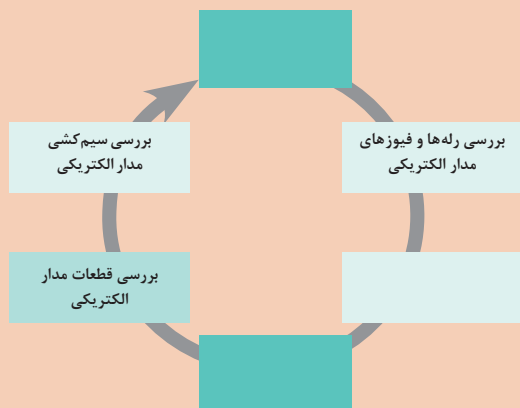 بررسی رله‌ها و فیوزهای
مدار الکتریکی
بررسی سیم‌کشی
مدار الکتریکی
بررسی قطعات مدار
الکتریکی